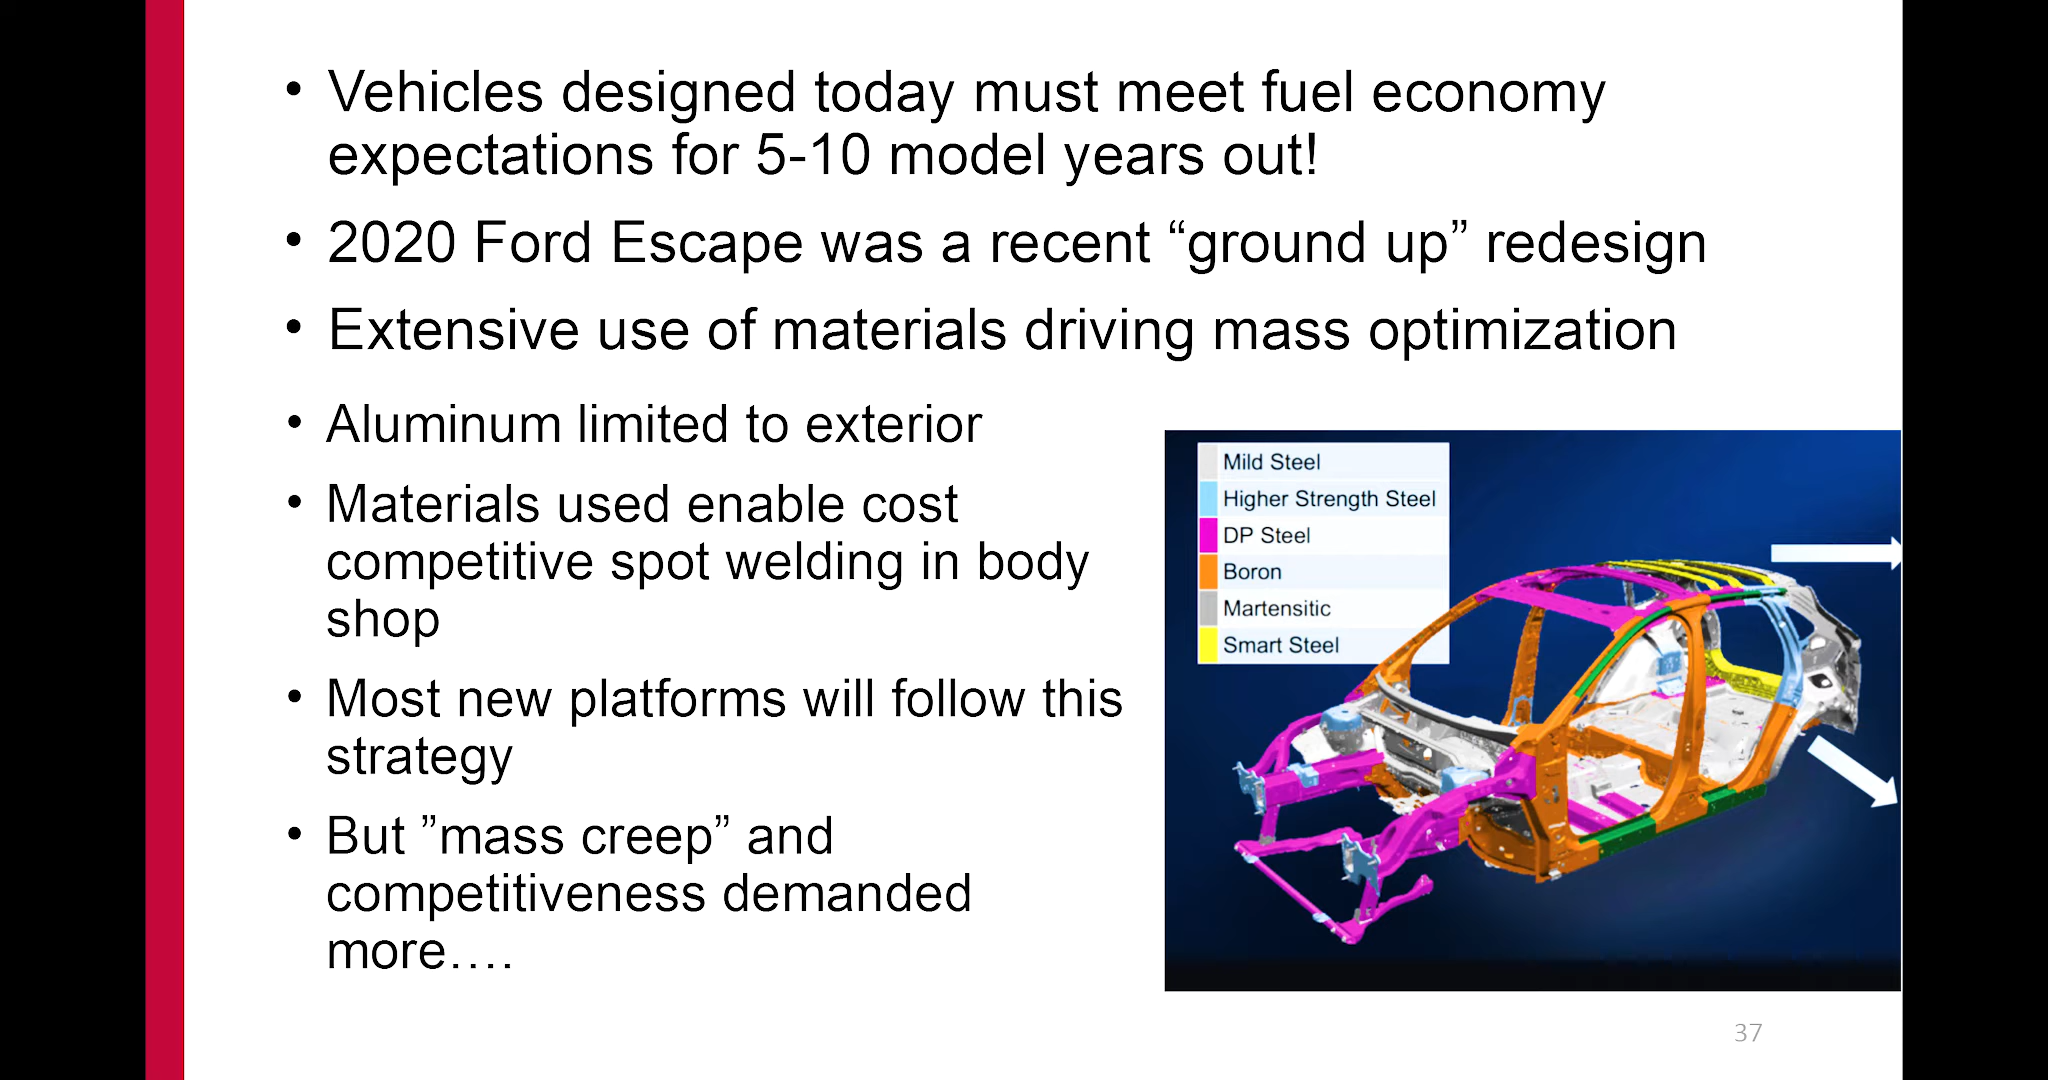 • Vehicles designed today must meet fuel economy
expectations for 5-10 model years out!
• 2020 Ford Escape was a recent “ground up” redesign
• Extensive use of materials driving mass optimization
• Aluminum limited to exterior
• Materials used enable cost
competitive spot welding in body
shop
• Most new platforms will follow this
strategy
• But ”mass creep” and
competitiveness demanded
more….
Mild Steel
Higher Strength Steel
DP Steel
Boron
Martensitic
Smart Steel
37